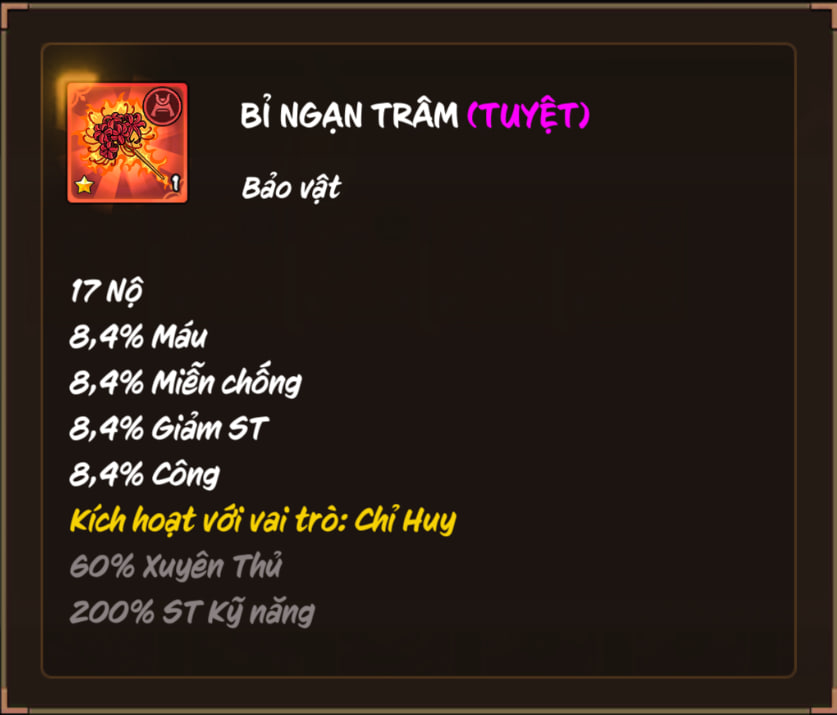 BỈ NGẠN TRÂM (TUYỆT)
1
Bảo vật
17 Nộ
8,4% Máu
8,4% Miễn chống
8,4% Giảm ST
8,4% Công
Kích hoạt với vai trò: Chỉ Huy
60% Xuyên Thủ
200% ST Kỹ năng